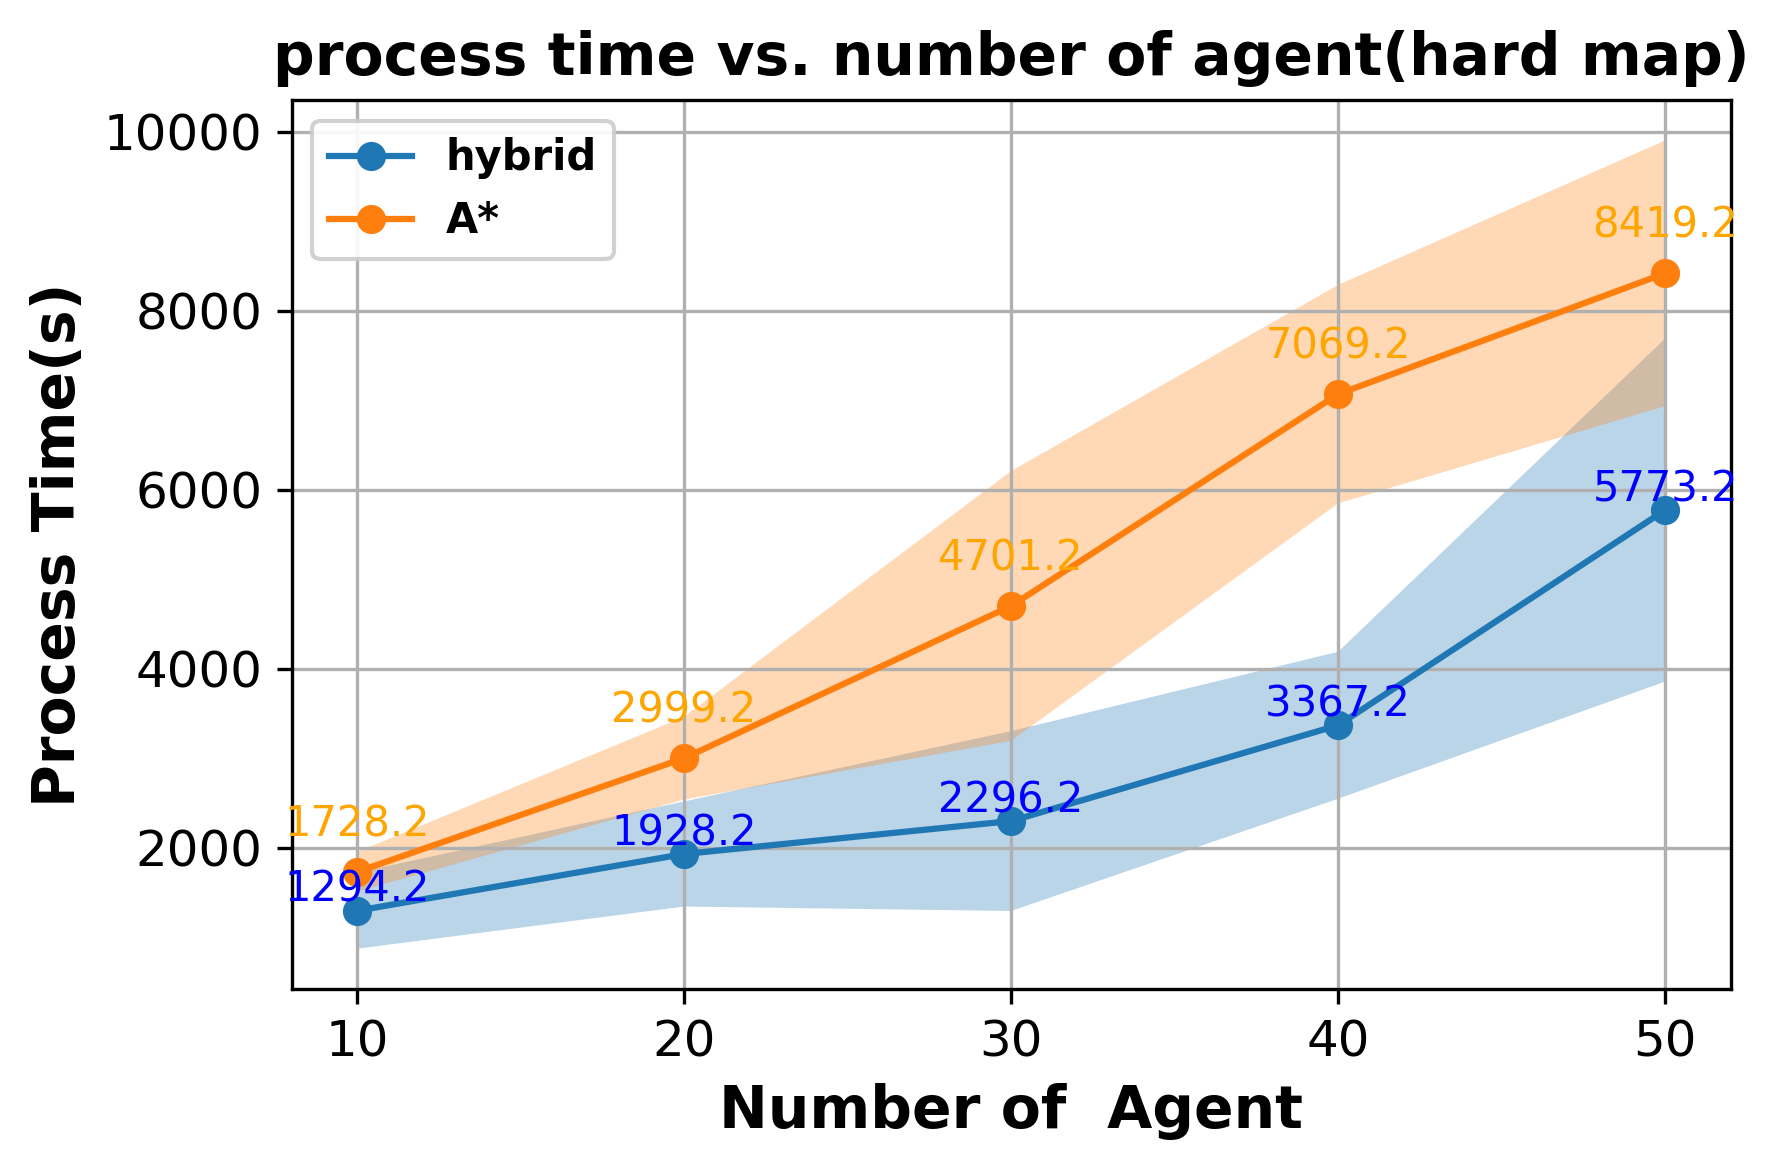 process time vs. number of agent(hard map)
10000
8000
6000
4000
2000
Process Time(s)
hybrid
A*
8419.2
7069.2
5773.2
4701.2
3367.2
2999.2
2296.2
1928.2
1728.2
1294.2
10 20 30 40 50
Number of  Agent